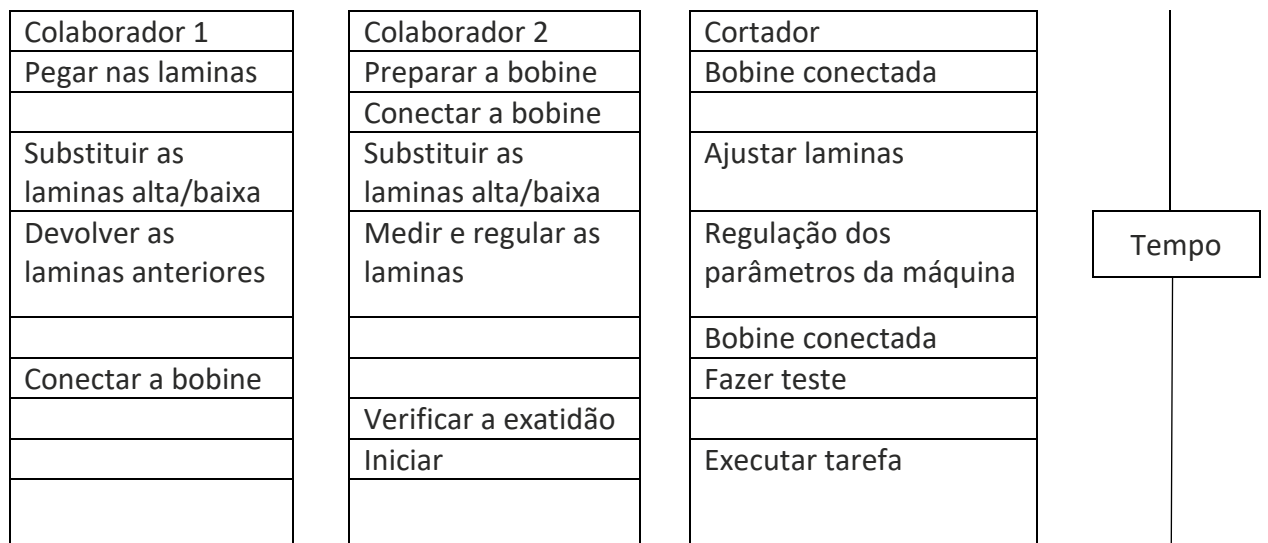 Colaborador 1
Pegar nas laminas
Substituir as
laminas alta/baixa
Devolver as
laminas anteriores
Conectar a bobine
Colaborador 2
Preparar a bobine
Conectar a bobine
Substituir as
laminas alta/baixa
Medir e regular as
laminas
Verificar a exatidão
Iniciar
Cortador
Bobine conectada
Ajustar laminas
Regulação dos
parâmetros da máquina
Bobine conectada
Fazer teste
Executar tarefa
Tempo